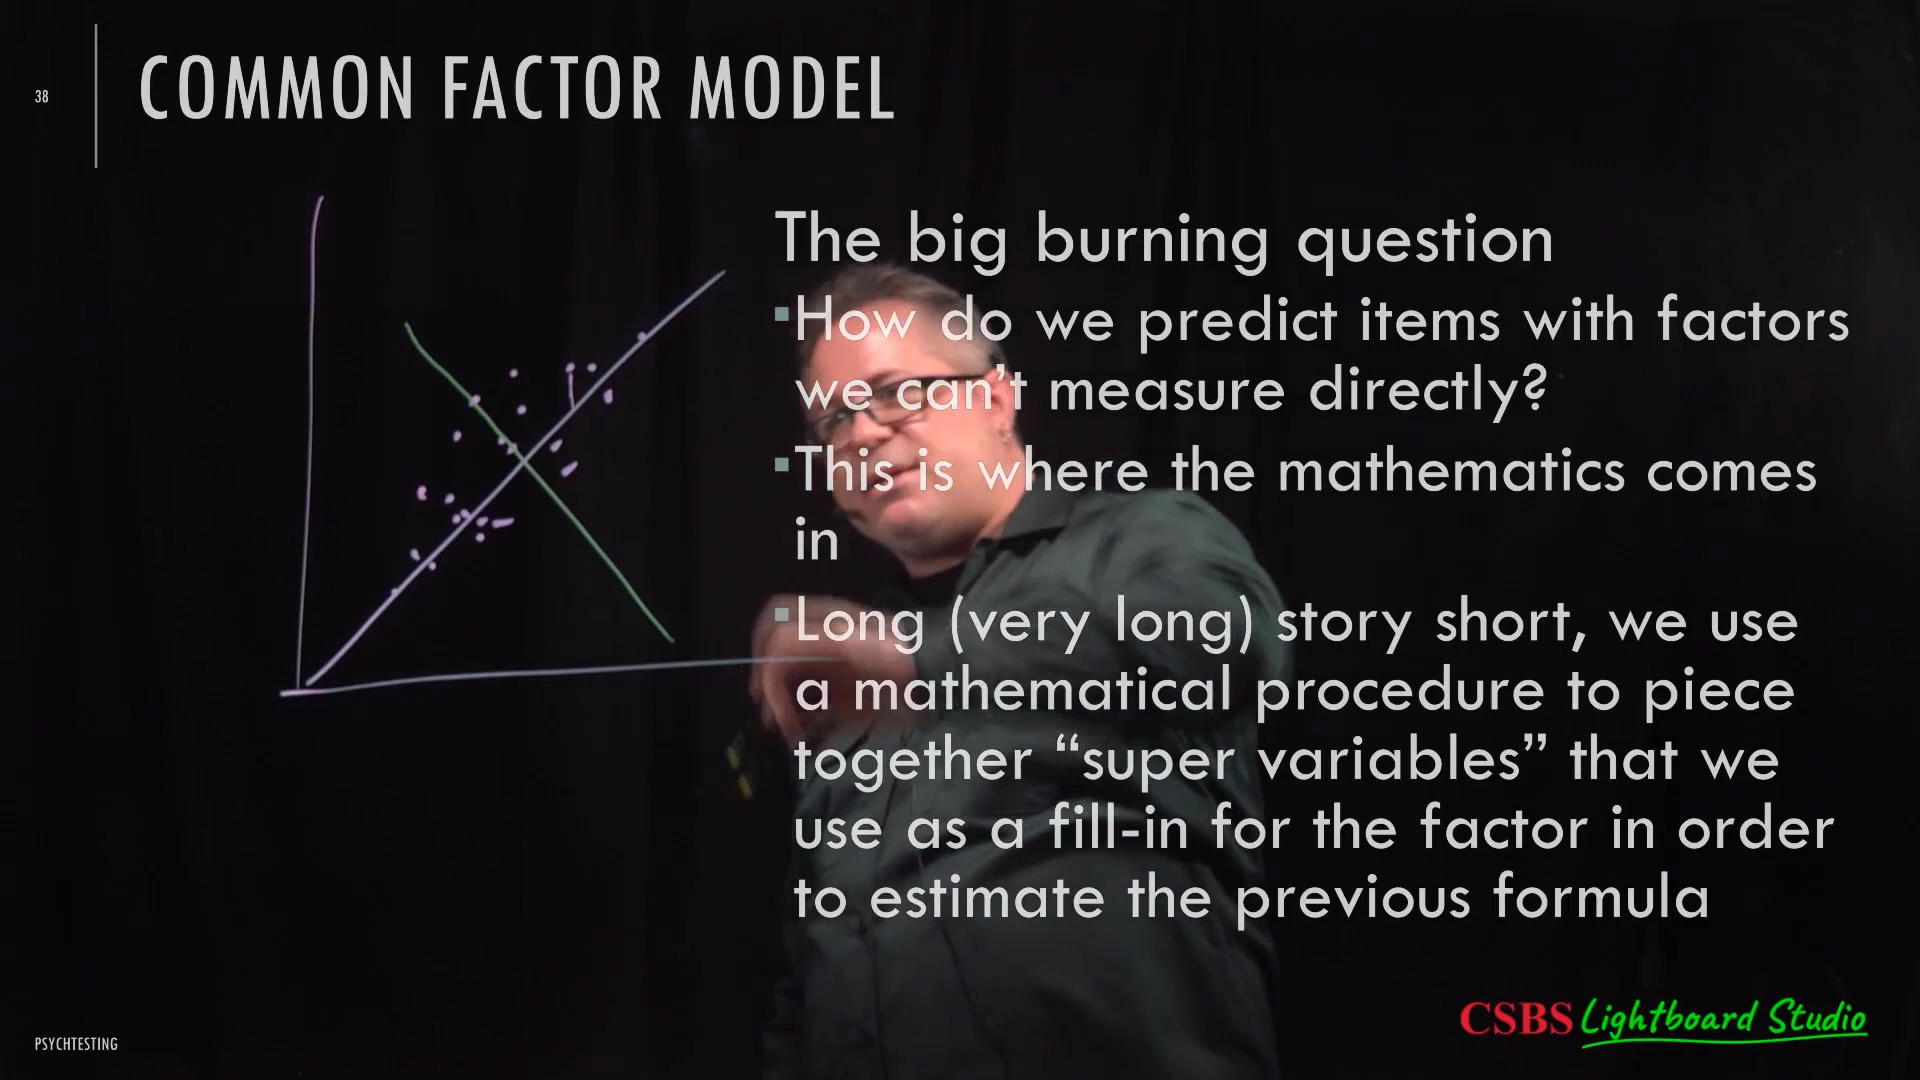 38
COMMON FACTOR MODEL
The big burning question
▪How do we predict items with factors
we can’t measure directly?
▪This is where the mathematics comes
in
▪Long (very long) story short, we use
a mathematical procedure to piece
together “super variables” that we
use as a fill-in for the factor in order
to estimate the previous formula
PSYCHTESTING
CSBS Lightboard Studio